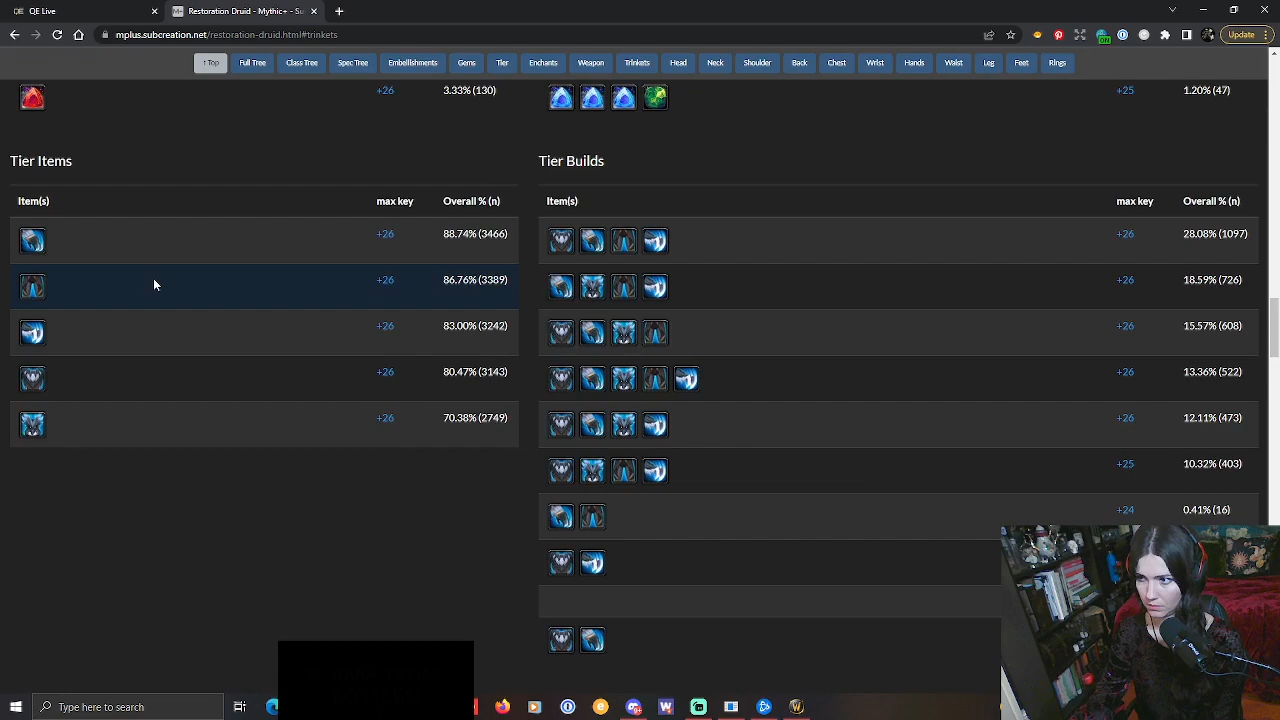 QE Live
Restoration Druid - Mythic+ - Su
mplus.subcreation.net/restoration-druid.html#trinkets
ON
Update
↑Top Full Tree Class Tree Spec Tree Embellishments Gems Tier Enchants Weapon Trinkets Head Neck Shoulder Back Chest Wrist Hands Waist Leg Feet Rings
+26 3.33% (130)
+25 1.20% (47)
Tier Items
Item(s) max key Overall % (n)
+26 88.74% (3466)
+26 86.76% (3389)
+26 83.00% (3242)
+26 80.47% (3143)
+26 70.38% (2749)
Tier Builds
Item(s) max key Overall % (n)
+26 28.08% (1097)
+26 18.59% (726)
+26 15.57% (608)
+26 13.36% (522)
+26 12.11% (473)
+25 10.32% (403)
+24 0.41% (16)
Type here to search